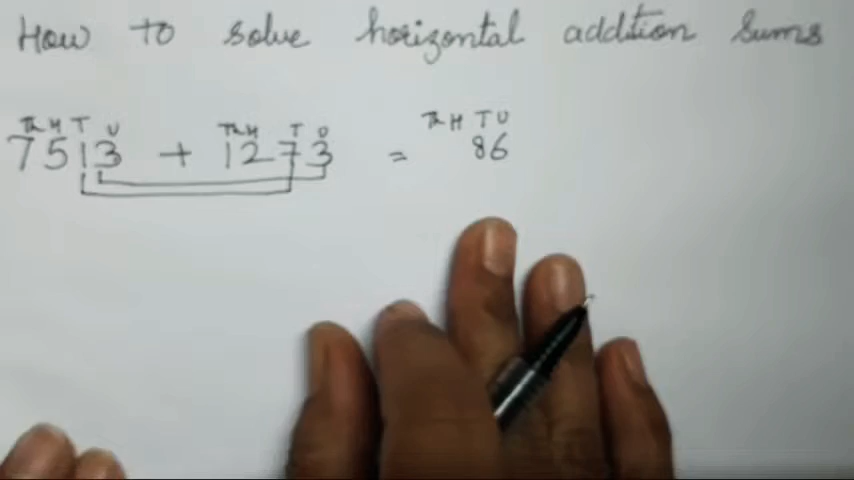 How to solve horizontal addition sums
Th H T U Th H T U Th H T U
7513 + 1273 = 86